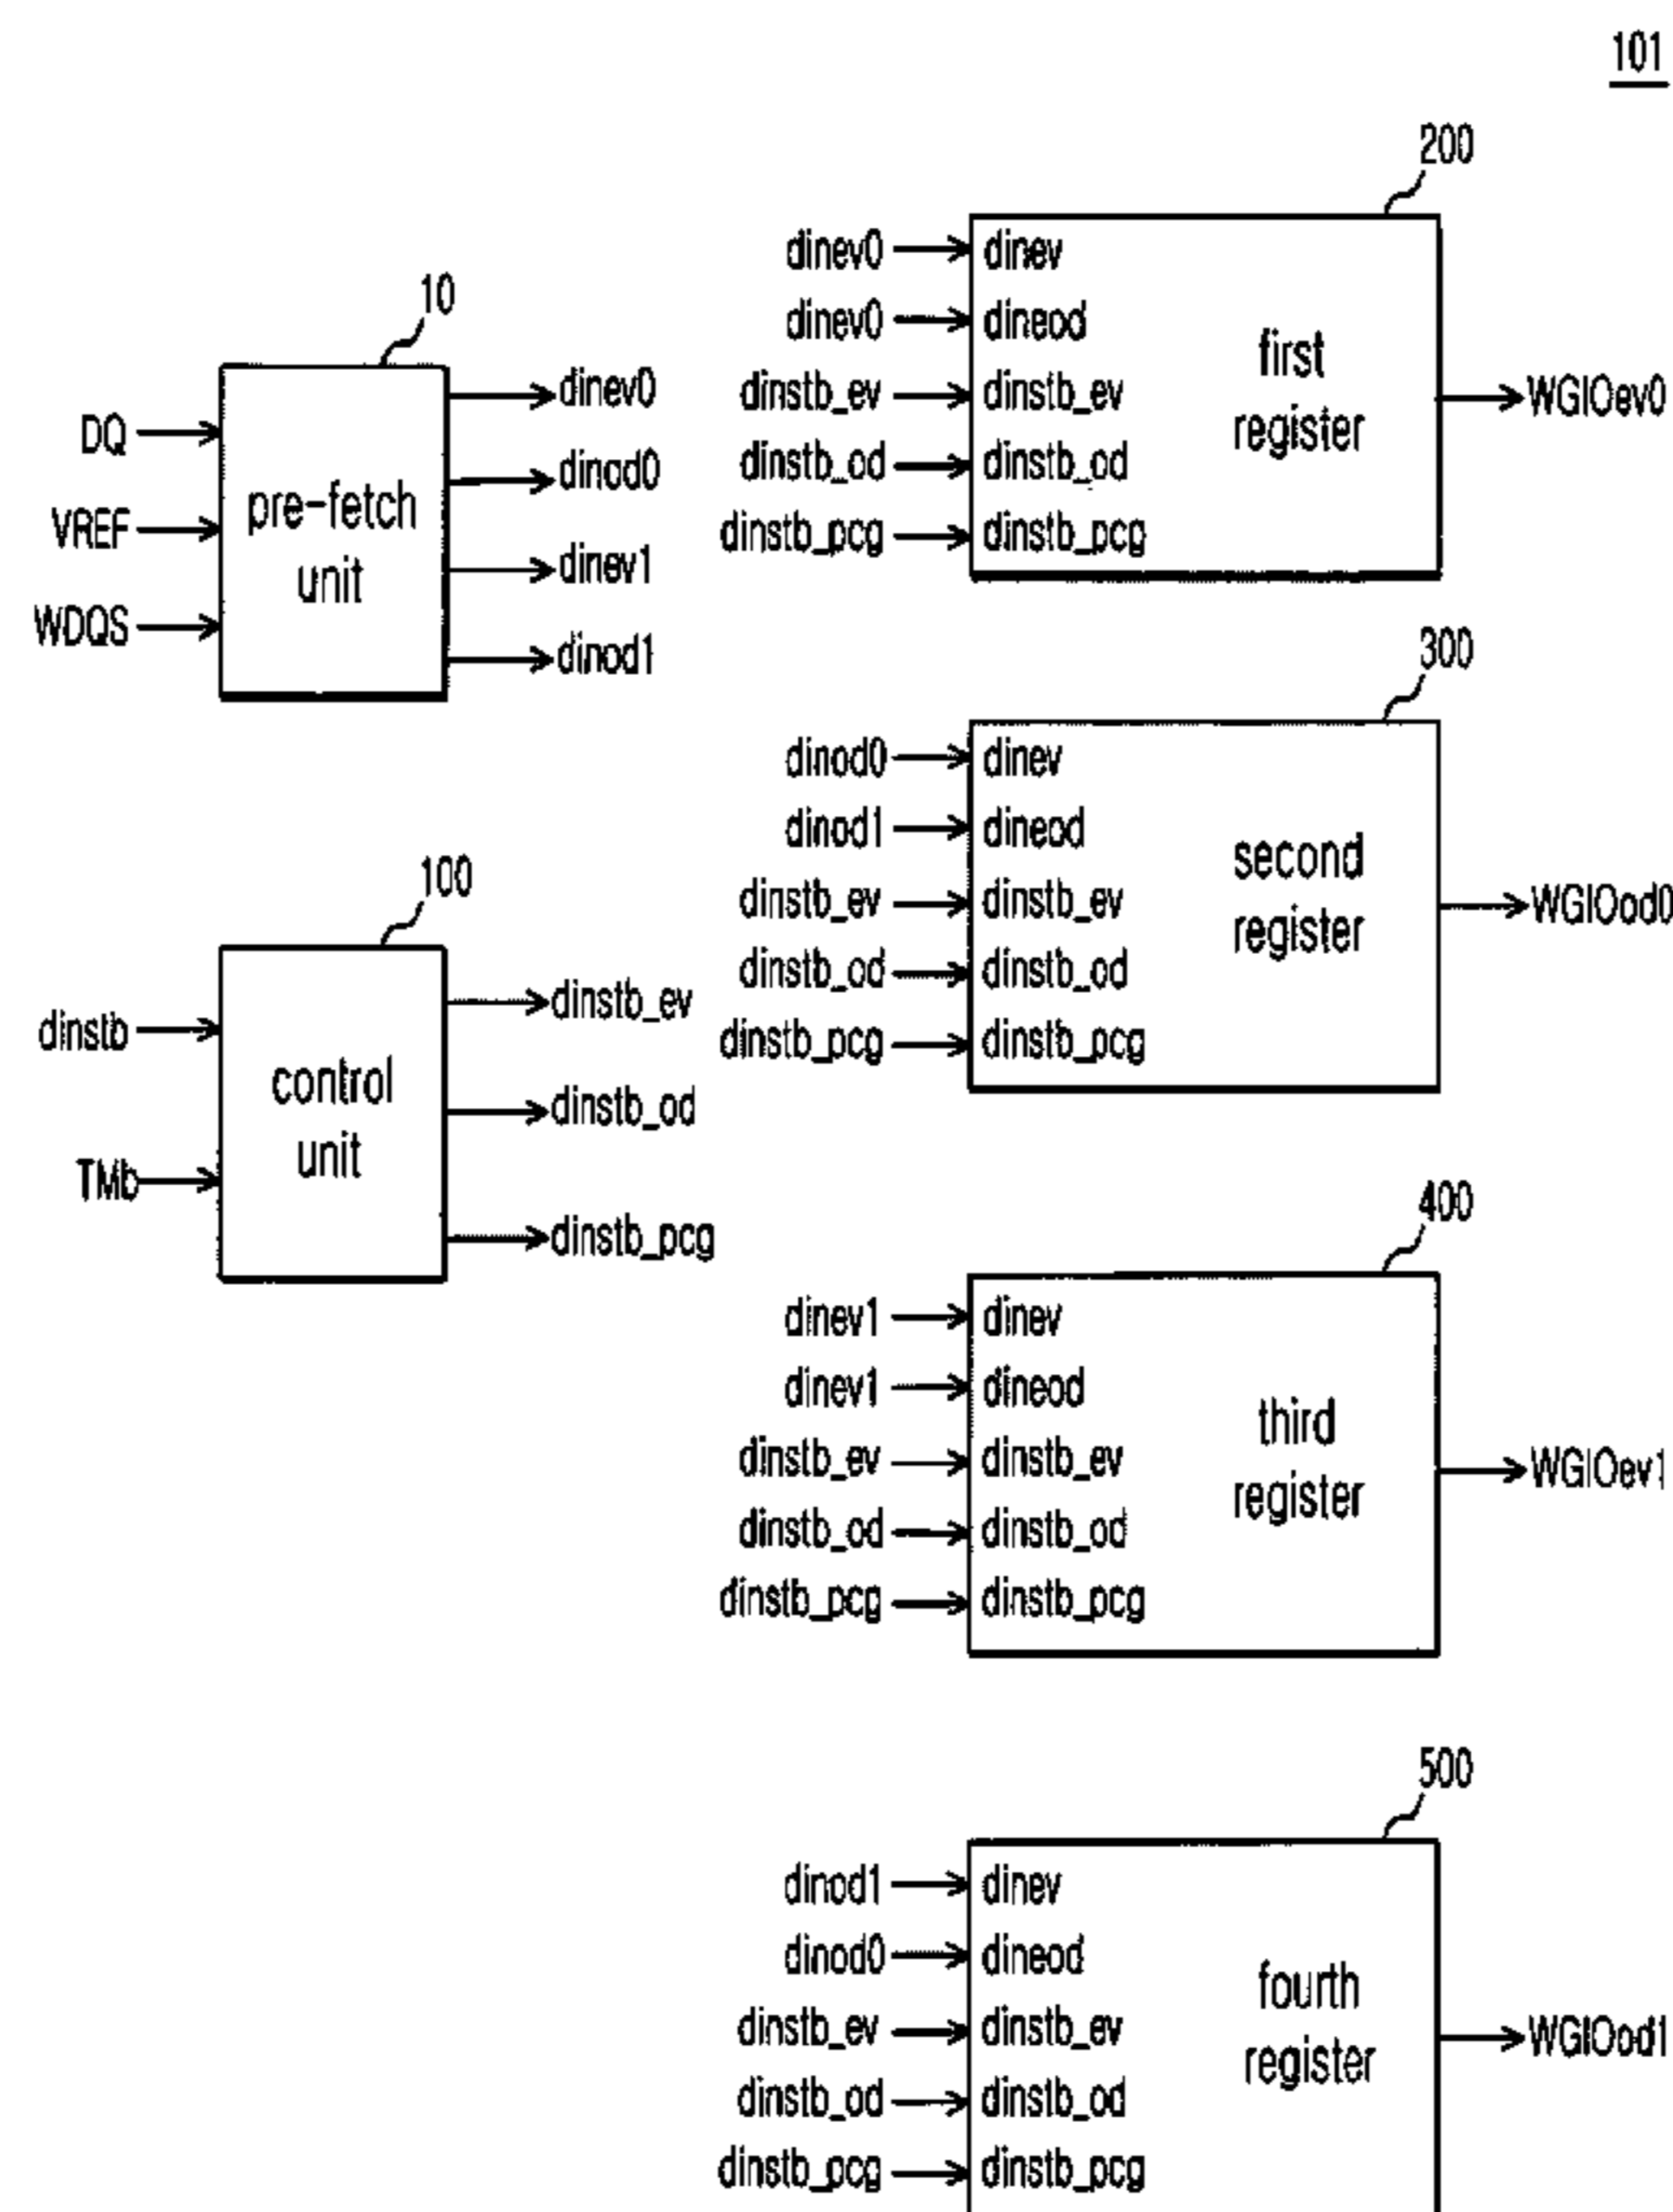 101
10
DQ
VREF
WDQS
pre-fetch
unit
dinev0
dinod0
dinev1
dinod1
100
dinstb
TMb
control
unit
dinstb_ev
dinstb_od
dinstb_pcg
200
dinev0 dinev
dinev0 dineod
dinstb_ev dinstb_ev
dinstb_od dinstb_od
dinstb_pcg dinstb_pcg
first
register
WGIOev0
300
dinod0 dinev
dinod1 dineod
dinstb_ev dinstb_ev
dinstb_od dinstb_od
dinstb_pcg dinstb_pcg
second
register
WGIOod0
400
dinev1 dinev
dinev1 dineod
dinstb_ev dinstb_ev
dinstb_od dinstb_od
dinstb_pcg dinstb_pcg
third
register
WGIOev1
500
dinod1 dinev
dinod0 dineod
dinstb_ev dinstb_ev
dinstb_od dinstb_od
dinstb_pcg dinstb_pcg
fourth
register
WGIOod1